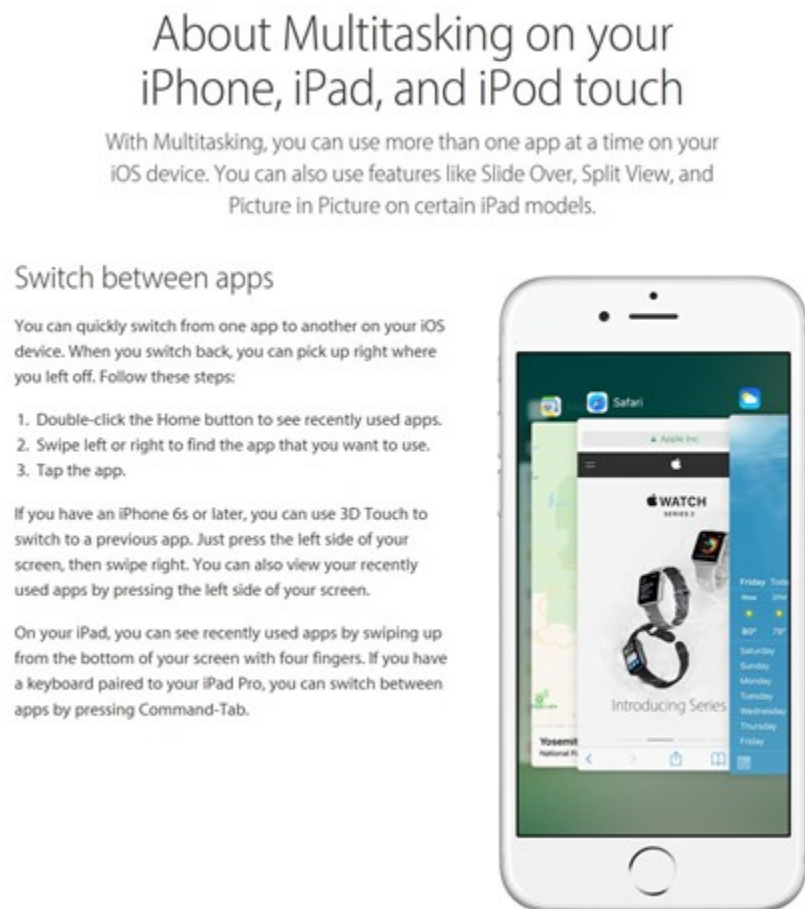 About Multitasking on your
iPhone, iPad, and iPod touch
With Multitasking, you can use more than one app at a time on your
iOS device. You can also use features like Slide Over, Split View, and
Picture in Picture on certain iPad models.
Switch between apps
You can quickly switch from one app to another on your iOS
device. When you switch back, you can pick up right where
you left off. Follow these steps:
1. Double-click the Home button to see recently used apps.
2. Swipe left or right to find the app that you want to use.
3. Tap the app.
If you have an iPhone 6s or later, you can use 3D Touch to
switch to a previous app. Just press the left side of your
screen, then swipe right. You can also view your recently
used apps by pressing the left side of your screen.
On your iPad, you can see recently used apps by swiping up
from the bottom of your screen with four fingers. If you have
a keyboard paired to your iPad Pro, you can switch between
apps by pressing Command-Tab.
Safari
Apple Inc.
WATCH
SERIES 2
Introducing Series
Yosemit
National P
Friday Toda
Now 2PM
80° 79°
Saturday
Sunday
Monday
Tuesday
Wednesday
Thursday
Friday